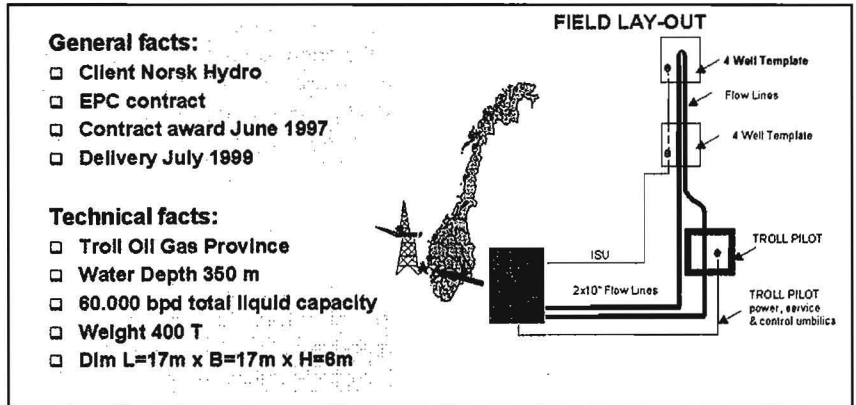 General facts:
❑ Client Norsk Hydro
❑ EPC contract
❑ Contract award June 1997
❑ Delivery July 1999
Technical facts:
❑ Troll Oil Gas Province
❑ Water Depth 350 m
❑ 60.000 bpd total liquid capacity
❑ Weight 400 T
❑ Dim L=17m x B=17m x H=6m
FIELD LAY-OUT
4 Well Template
Flow Lines
4 Well Template
TROLL PILOT
ISU
2x10" Flow Lines
TROLL PILOT
power, service
& control umbilics